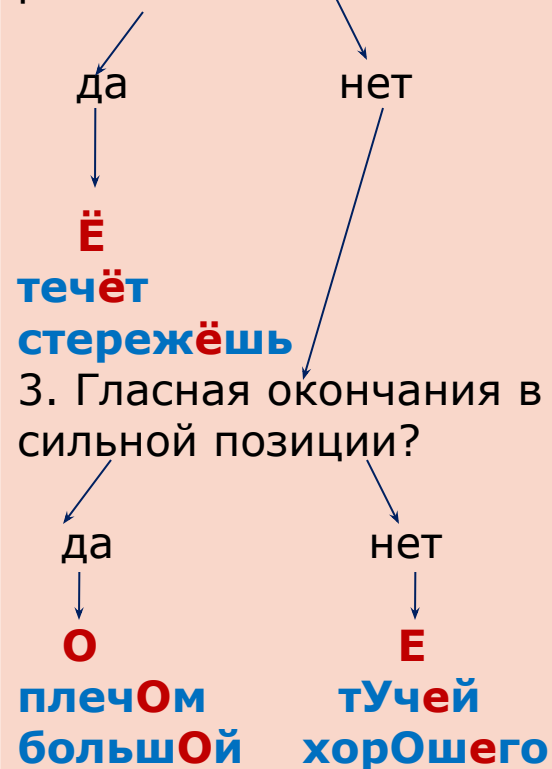 да нет
Ё
течёт
стережёшь
3. Гласная окончания в
сильной позиции?
да нет
О Е
плечОм тУчей
большОй хорОшего